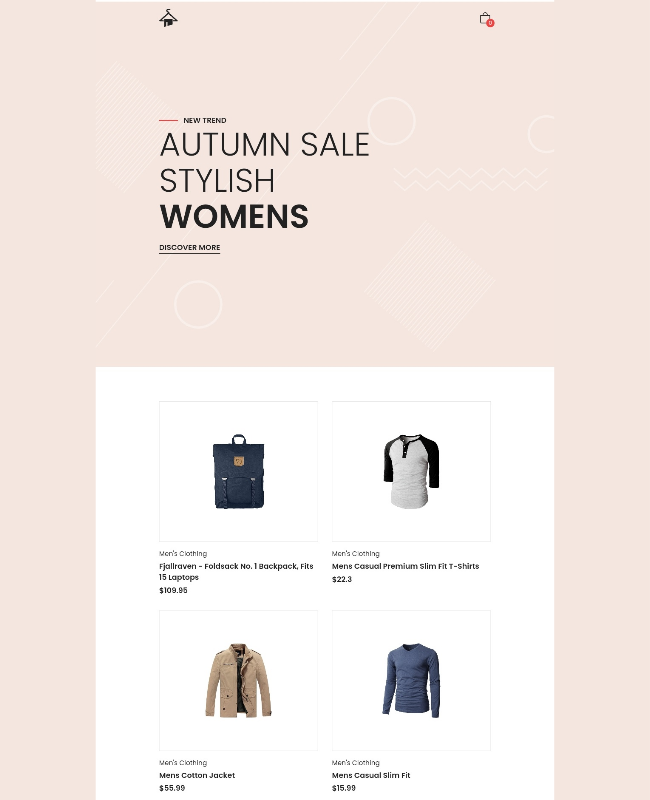 0
NEW TREND
AUTUMN SALE
STYLISH
WOMENS
DISCOVER MORE
Men's Clothing
Fjallraven - Foldsack No. 1 Backpack, Fits
15 Laptops
$109.95
Men's Clothing
Mens Casual Premium Slim Fit T-Shirts
$22.3
Men's Clothing
Mens Cotton Jacket
$55.99
Men's Clothing
Mens Casual Slim Fit
$15.99